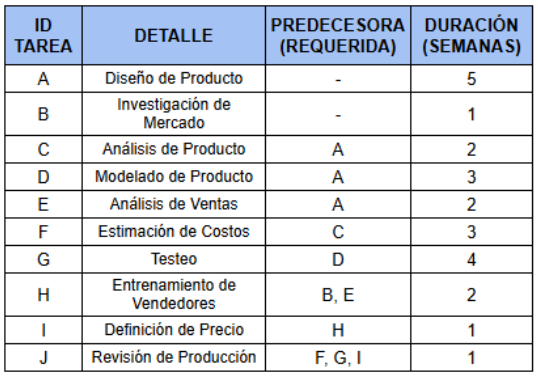 ID TAREA DETALLE PREDECESORA (REQUERIDA) DURACIÓN (SEMANAS)
A Diseño de Producto - 5
B Investigación de Mercado - 1
C Análisis de Producto A 2
D Modelado de Producto A 3
E Análisis de Ventas A 2
F Estimación de Costos C 3
G Testeo D 4
H Entrenamiento de Vendedores B, E 2
I Definición de Precio H 1
J Revisión de Producción F, G, I 1